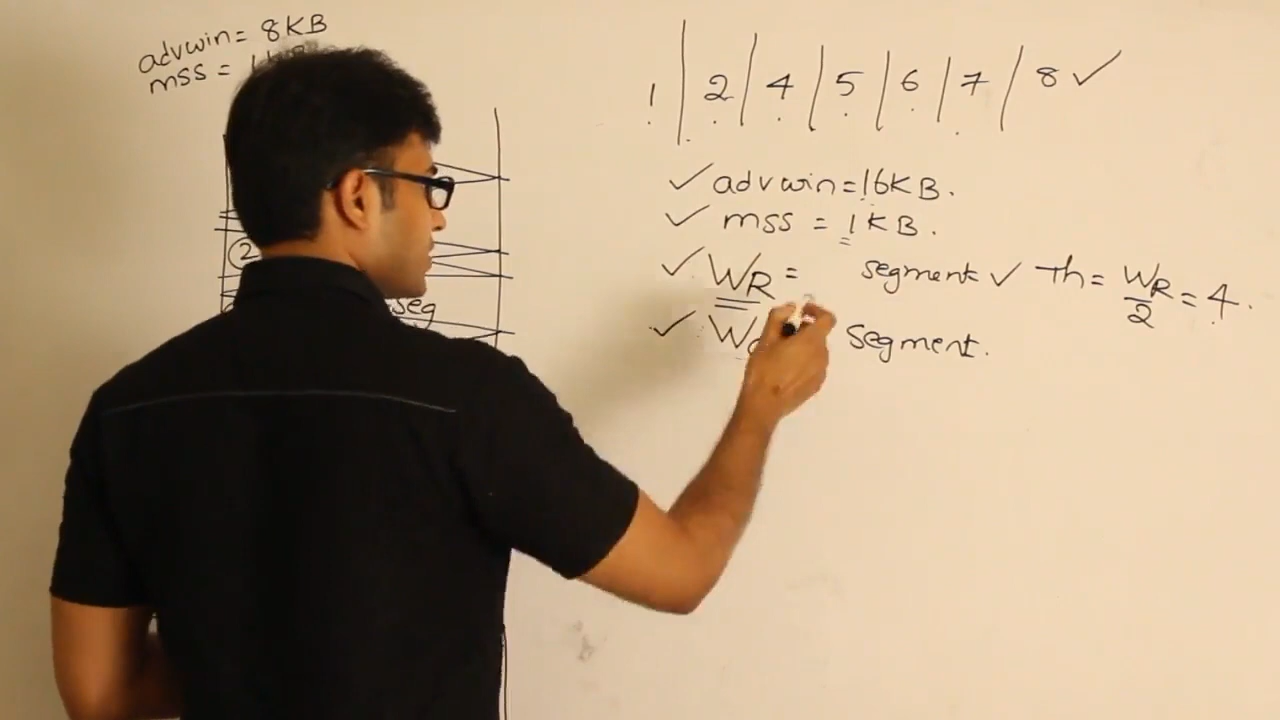 advwin = 8KB
mss =
②
seg
1 | 2 | 4 | 5 | 6 | 7 | 8 ✓
✓ advwin = 16KB.
✓ mss = 1KB.
✓ WR = segment ✓ Th = WR/2 = 4.
✓ segment.